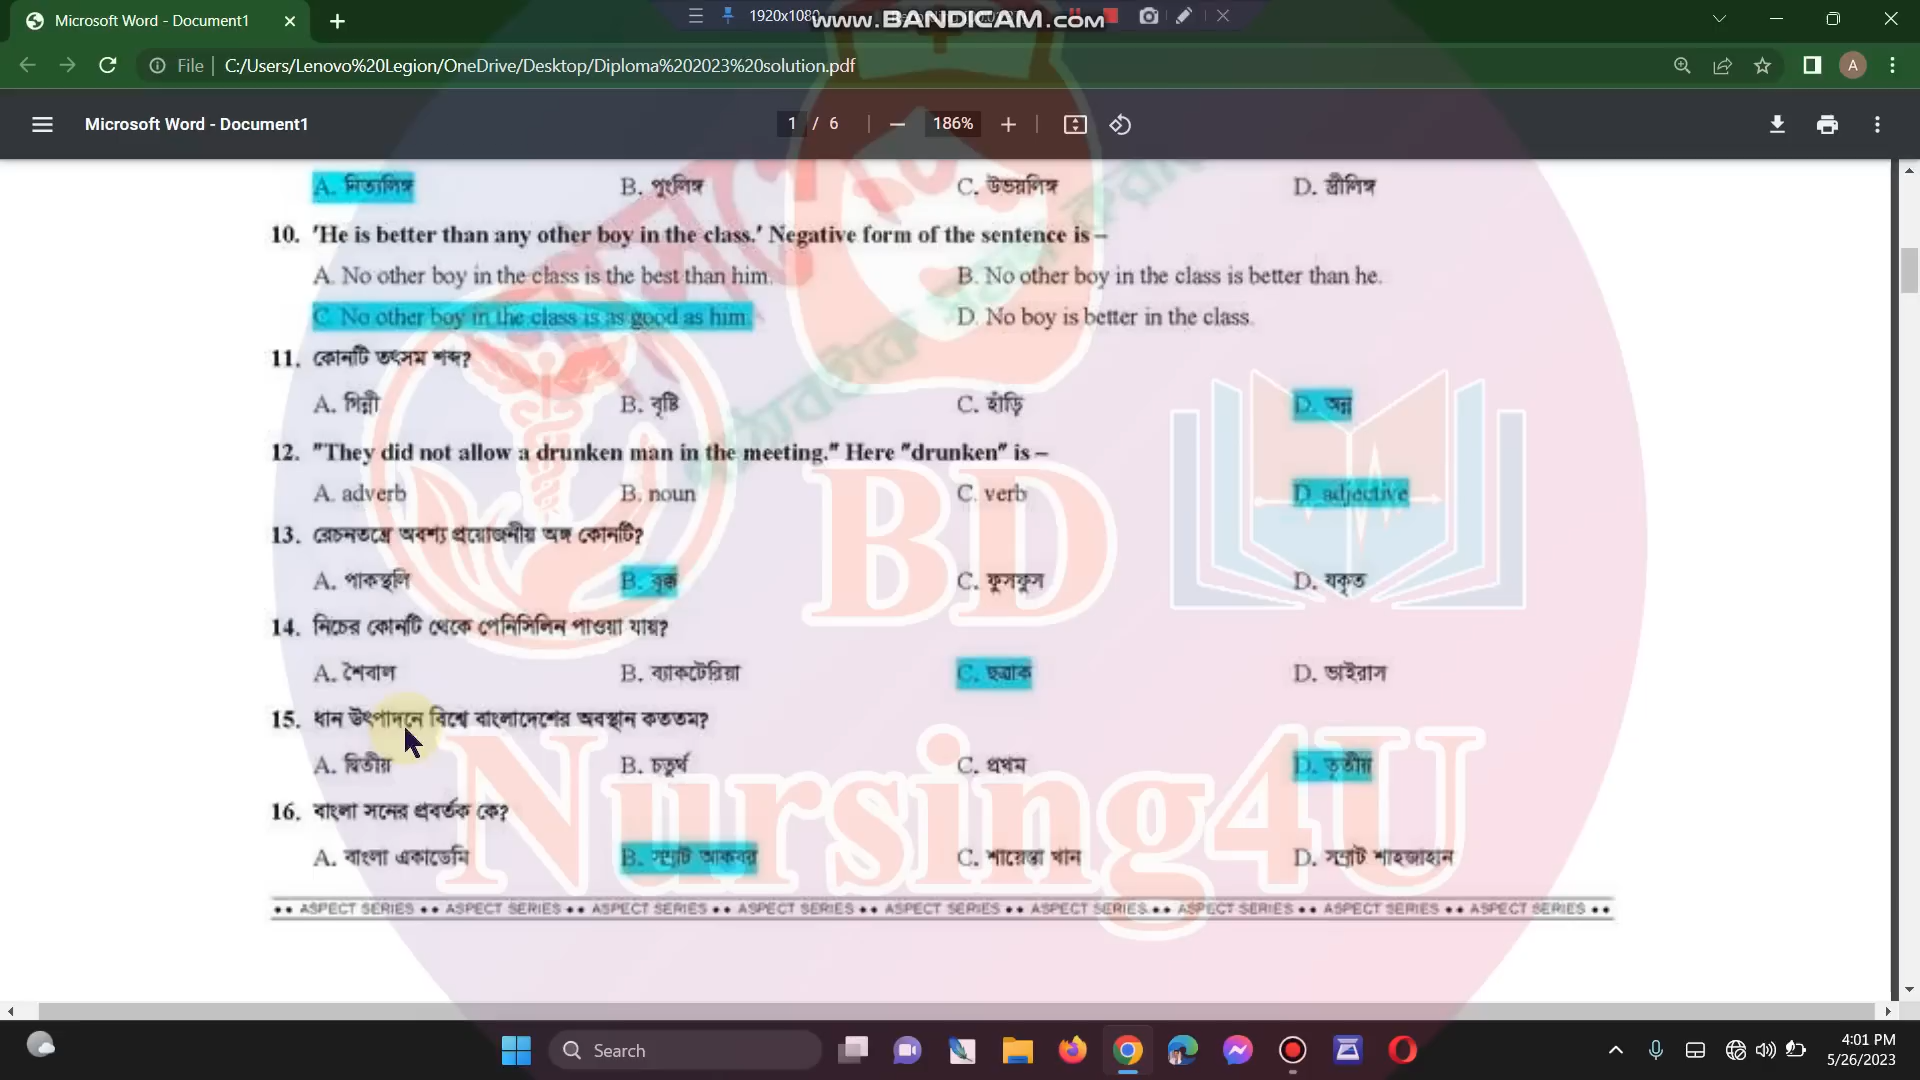 Microsoft Word - Document1
1920x1080
www.BANDICAM.com
File
C:/Users/Lenovo%20Legion/OneDrive/Desktop/Diploma%202023%20solution.pdf
A
Microsoft Word - Document1
1 / 6
186%
A. নিত্যলিঙ্গ B. পুংলিঙ্গ C. উভয়লিঙ্গ D. স্ত্রীলিঙ্গ
10. 'He is better than any other boy in the class.' Negative form of the sentence is –
A. No other boy in the class is the best than him. B. No other boy in the class is better than he.
C. No other boy in the class is as good as him. D. No boy is better in the class.
11. কোনটি তৎসম শব্দ?
A. গিন্নী B. বৃষ্টি C. হাঁড়ি D. অন্ন
12. "They did not allow a drunken man in the meeting." Here "drunken" is –
A. adverb B. noun C. verb D. adjective
13. রেচনতন্ত্রে অবশ্য প্রয়োজনীয় অঙ্গ কোনটি?
A. পাকস্থলি B. বৃক্ক C. ফুসফুস D. যকৃত
14. নিচের কোনটি থেকে পেনিসিলিন পাওয়া যায়?
A. শৈবাল B. ব্যাকটেরিয়া C. ছত্রাক D. ভাইরাস
15. ধান উৎপাদনে বিশ্বে বাংলাদেশের অবস্থান কততম?
A. দ্বিতীয় B. চতুর্থ C. প্রথম D. তৃতীয়
16. বাংলা সনের প্রবর্তক কে?
A. বাংলা একাডেমি B. সম্রাট আকবর C. শায়েস্তা খান D. সম্রাট শাহজাহান
•• ASPECT SERIES •• ASPECT SERIES •• ASPECT SERIES •• ASPECT SERIES •• ASPECT SERIES •• ASPECT SERIES •• ASPECT SERIES •• ASPECT SERIES •• ASPECT SERIES ••
BD
Nursing4U
Search
4:01 PM
5/26/2023